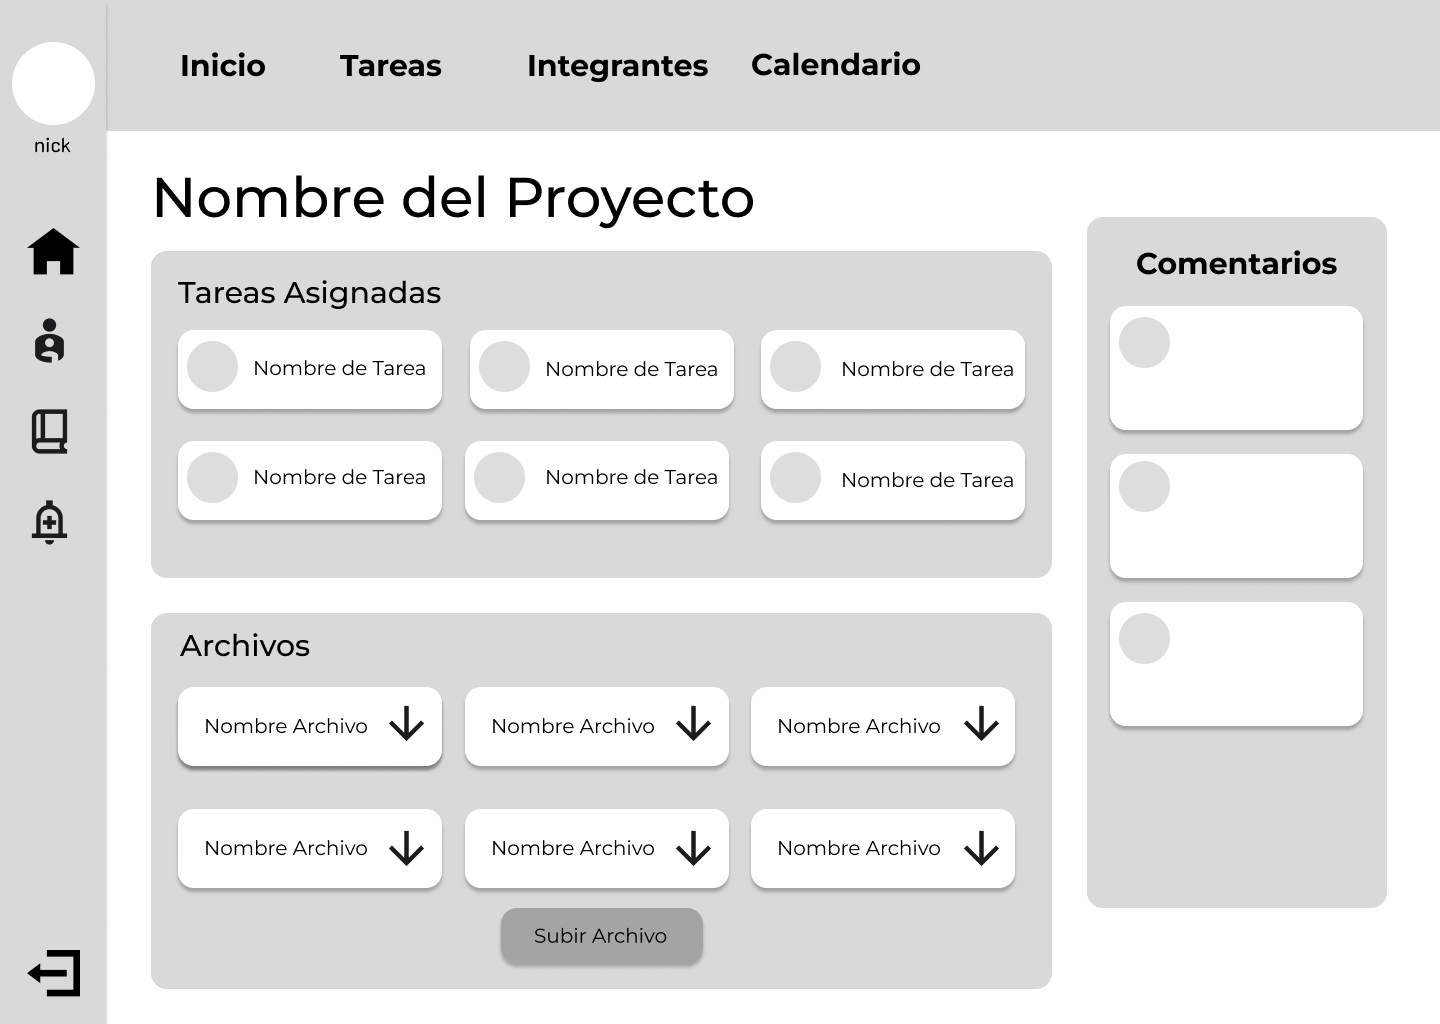 Inicio
Tareas
Integrantes
Calendario
nick
Nombre del Proyecto
Tareas Asignadas
Nombre de Tarea
Nombre de Tarea
Nombre de Tarea
Nombre de Tarea
Nombre de Tarea
Nombre de Tarea
Archivos
Nombre Archivo
Nombre Archivo
Nombre Archivo
Nombre Archivo
Nombre Archivo
Nombre Archivo
Subir Archivo
Comentarios